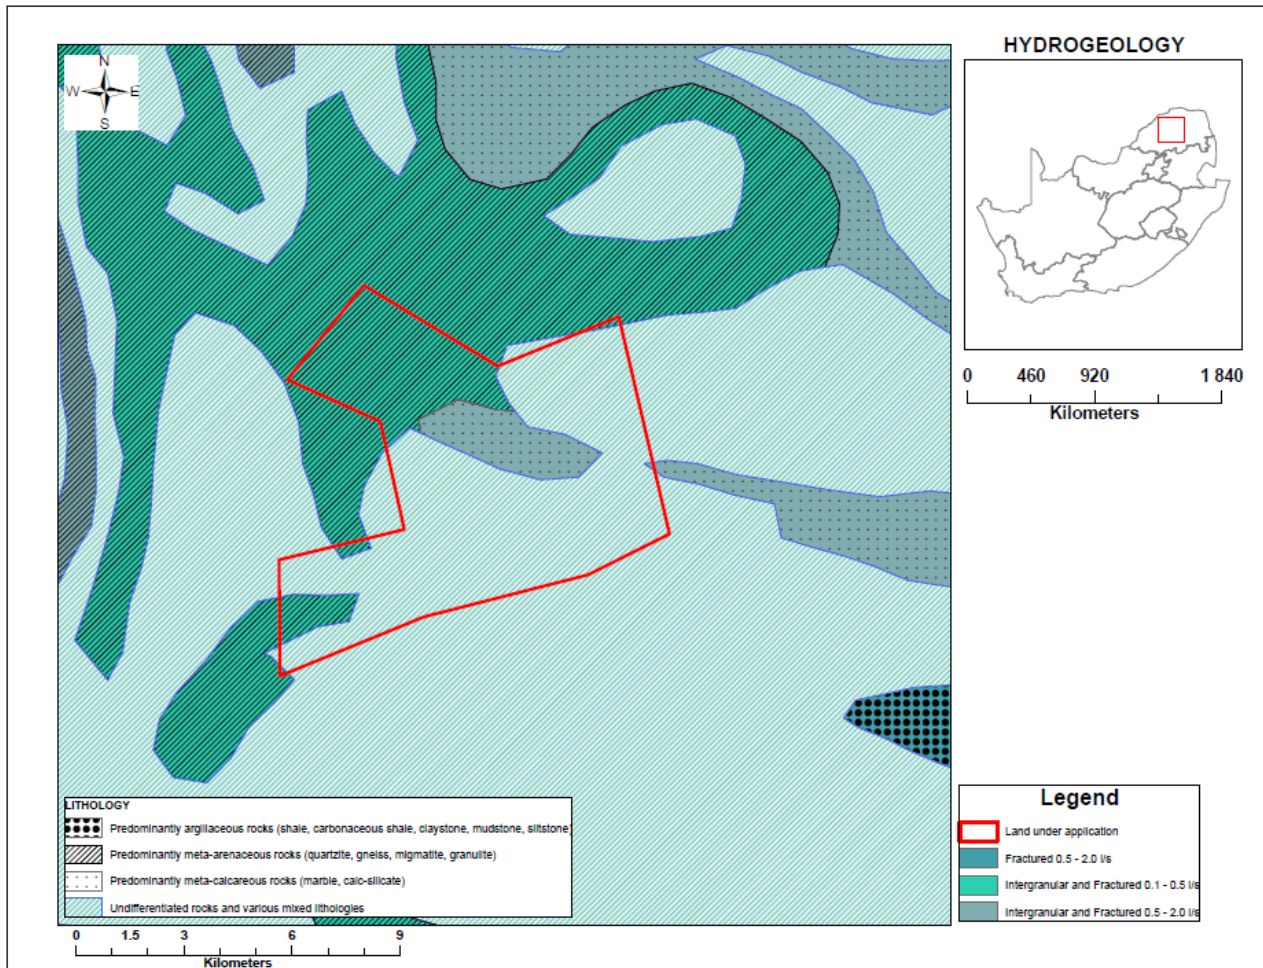 HYDROGEOLOGY
N
W E
S
0 460 920 1 840
Kilometers
LITHOLOGY
Predominantly argillaceous rocks (shale, carbonaceous shale, claystone, mudstone, siltstone)
Predominantly meta-arenaceous rocks (quartzite, gneiss, migmatite, granulite)
Predominantly meta-calcareous rocks (marble, calc-silicate)
Undifferentiated rocks and various mixed lithologies
Legend
Land under application
Fractured 0.5 - 2.0 l/s
Intergranular and Fractured 0.1 - 0.5 l/s
Intergranular and Fractured 0.5 - 2.0 l/s
0 1.5 3 6 9
Kilometers